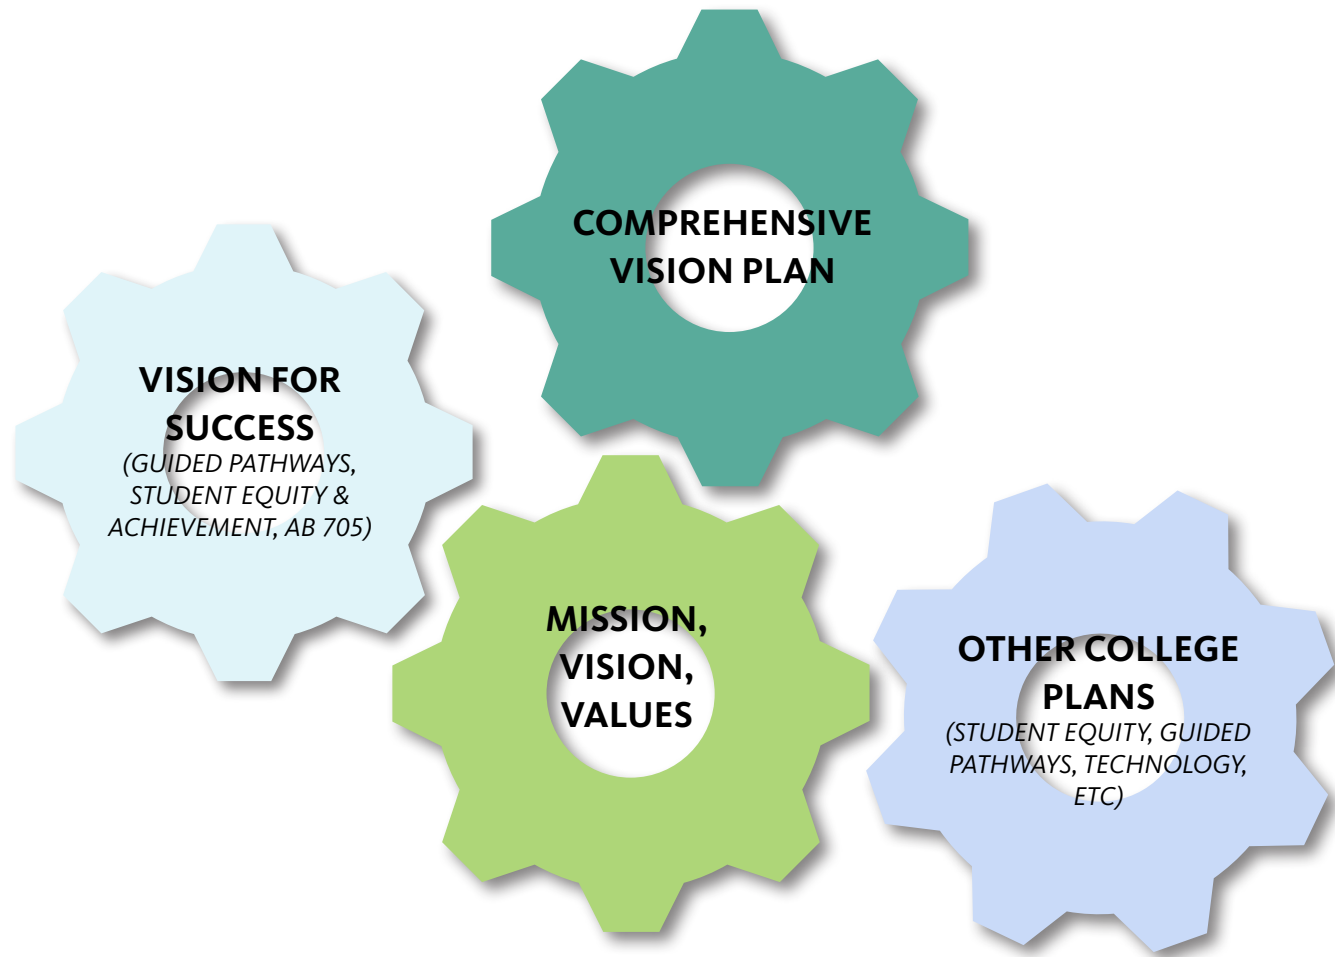 COMPREHENSIVE
VISION PLAN
VISION FOR
SUCCESS
(GUIDED PATHWAYS,
STUDENT EQUITY &
ACHIEVEMENT, AB 705)
MISSION,
VISION,
VALUES
OTHER COLLEGE
PLANS
(STUDENT EQUITY, GUIDED
PATHWAYS, TECHNOLOGY,
ETC)